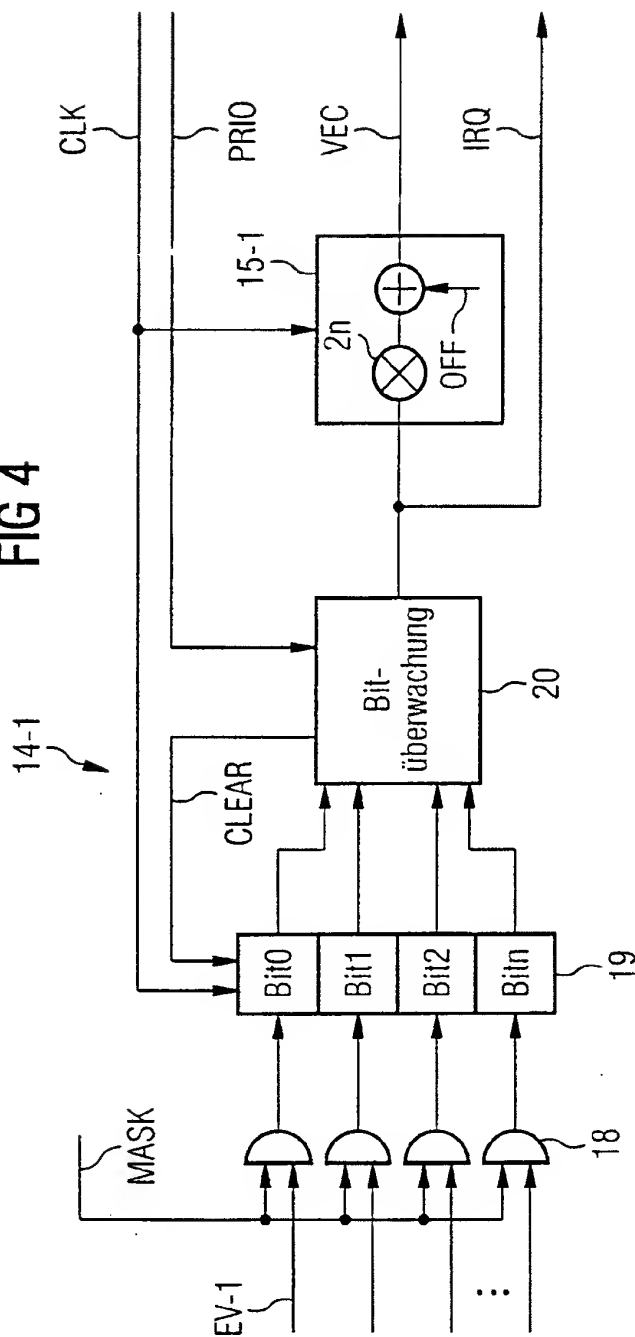 FIG 4
14-1
CLK
PRIO
MASK
CLEAR
15-1
2n
VEC
OFF
EV-1
Bit0
Bit1
Bit2
Bitn
Bit-
überwachung
IRQ
...
18
19
20